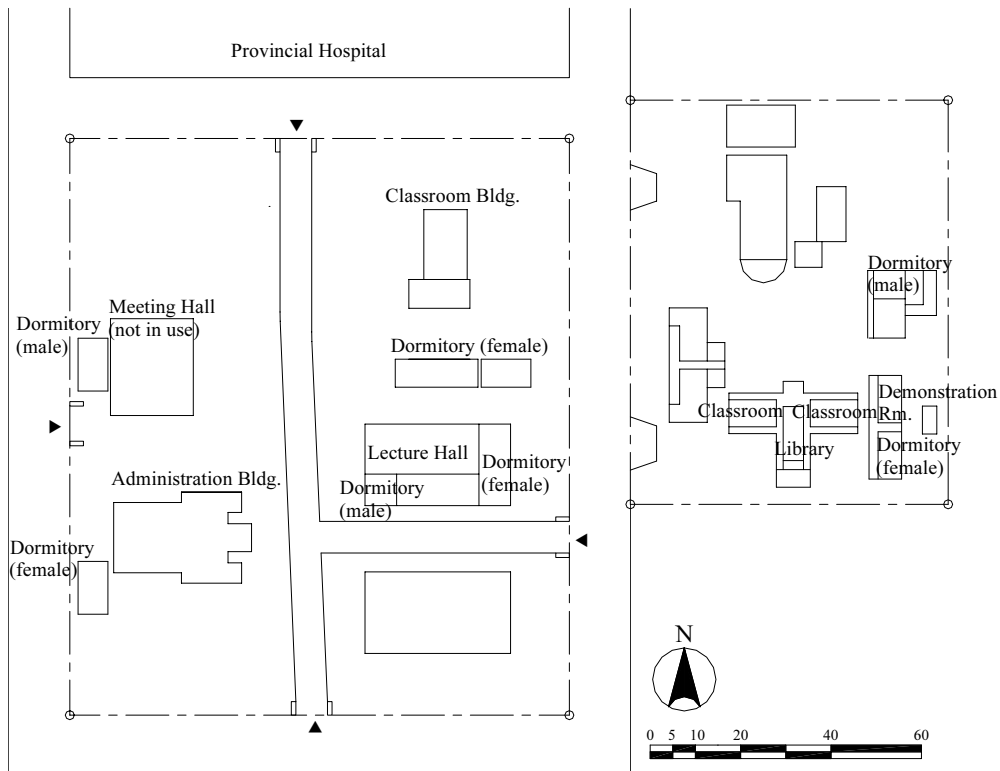 Provincial Hospital
Classroom Bldg.
Dormitory
(male)
Meeting Hall
(not in use)
Dormitory
(male)
Dormitory (female)
Classroom
Classroom
Demonstration
Rm.
Library
Dormitory
(female)
Lecture Hall
Dormitory
(female)
Dormitory
(male)
Administration Bldg.
Dormitory
(female)
N
0 5 10 20 40 60